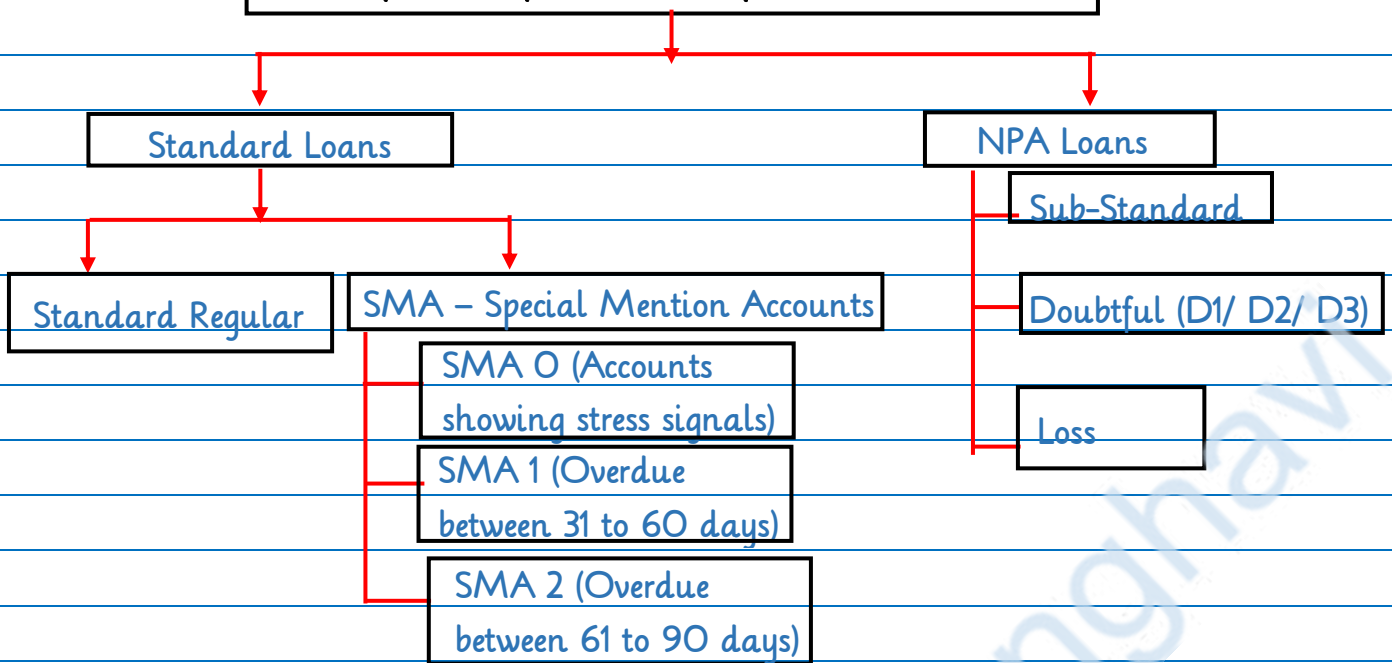 Standard Loans
NPA Loans
Sub-Standard
Standard Regular
SMA – Special Mention Accounts
Doubtful (D1/ D2/ D3)
SMA 0 (Accounts
showing stress signals)
Loss
SMA 1 (Overdue
between 31 to 60 days)
SMA 2 (Overdue
between 61 to 90 days)
nghavi